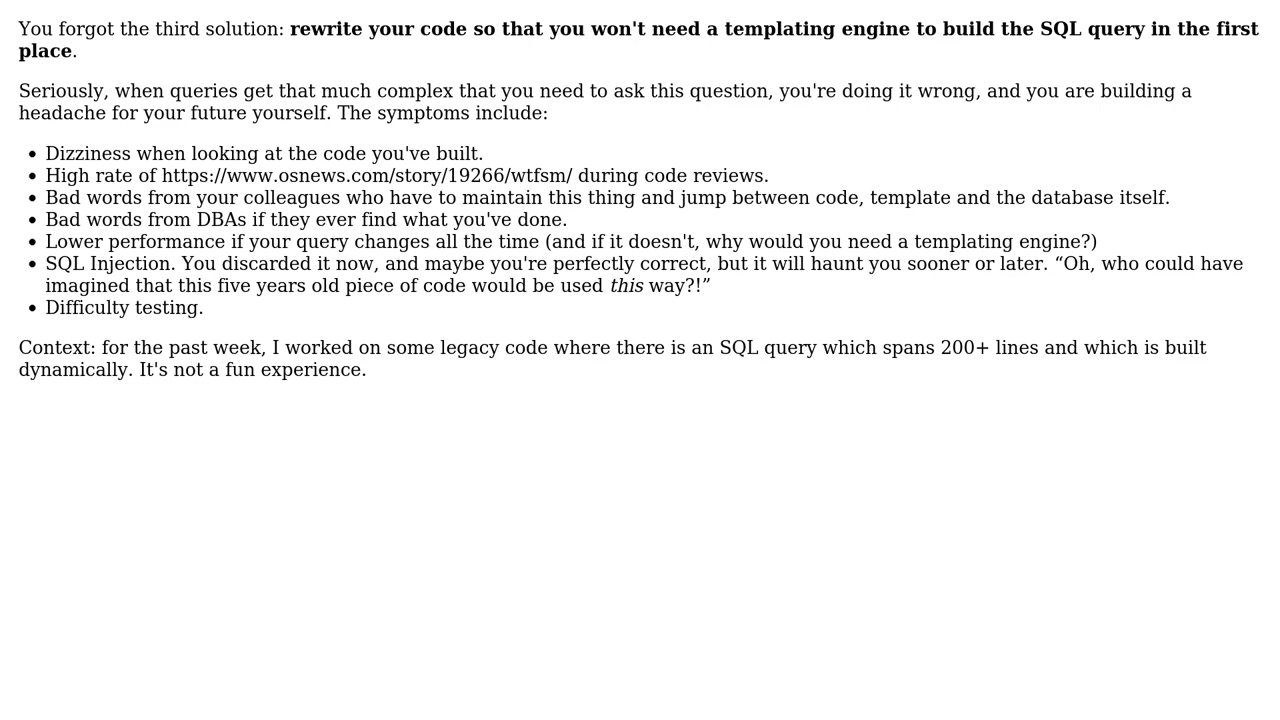 You forgot the third solution: rewrite your code so that you won't need a templating engine to build the SQL query in the first
place.
Seriously, when queries get that much complex that you need to ask this question, you're doing it wrong, and you are building a
headache for your future yourself. The symptoms include:
• Dizziness when looking at the code you've built.
• High rate of https://www.osnews.com/story/19266/wtfsm/ during code reviews.
• Bad words from your colleagues who have to maintain this thing and jump between code, template and the database itself.
• Bad words from DBAs if they ever find what you've done.
• Lower performance if your query changes all the time (and if it doesn't, why would you need a templating engine?)
• SQL Injection. You discarded it now, and maybe you're perfectly correct, but it will haunt you sooner or later. “Oh, who could have
imagined that this five years old piece of code would be used this way?!”
• Difficulty testing.
Context: for the past week, I worked on some legacy code where there is an SQL query which spans 200+ lines and which is built
dynamically. It's not a fun experience.